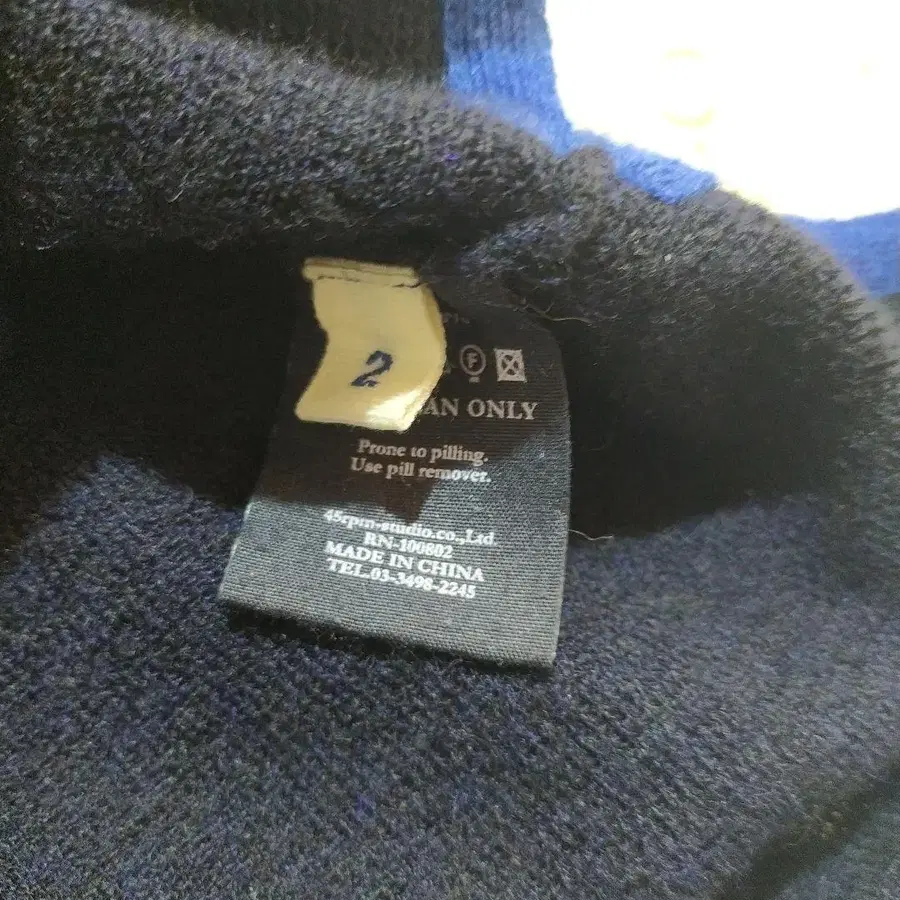 2
F
ONLY
Prone to pilling.
Use pill remover.
45rpm-studio.co.,Ltd.
RN-100802
MADE IN CHINA
TEL.03-3498-2245